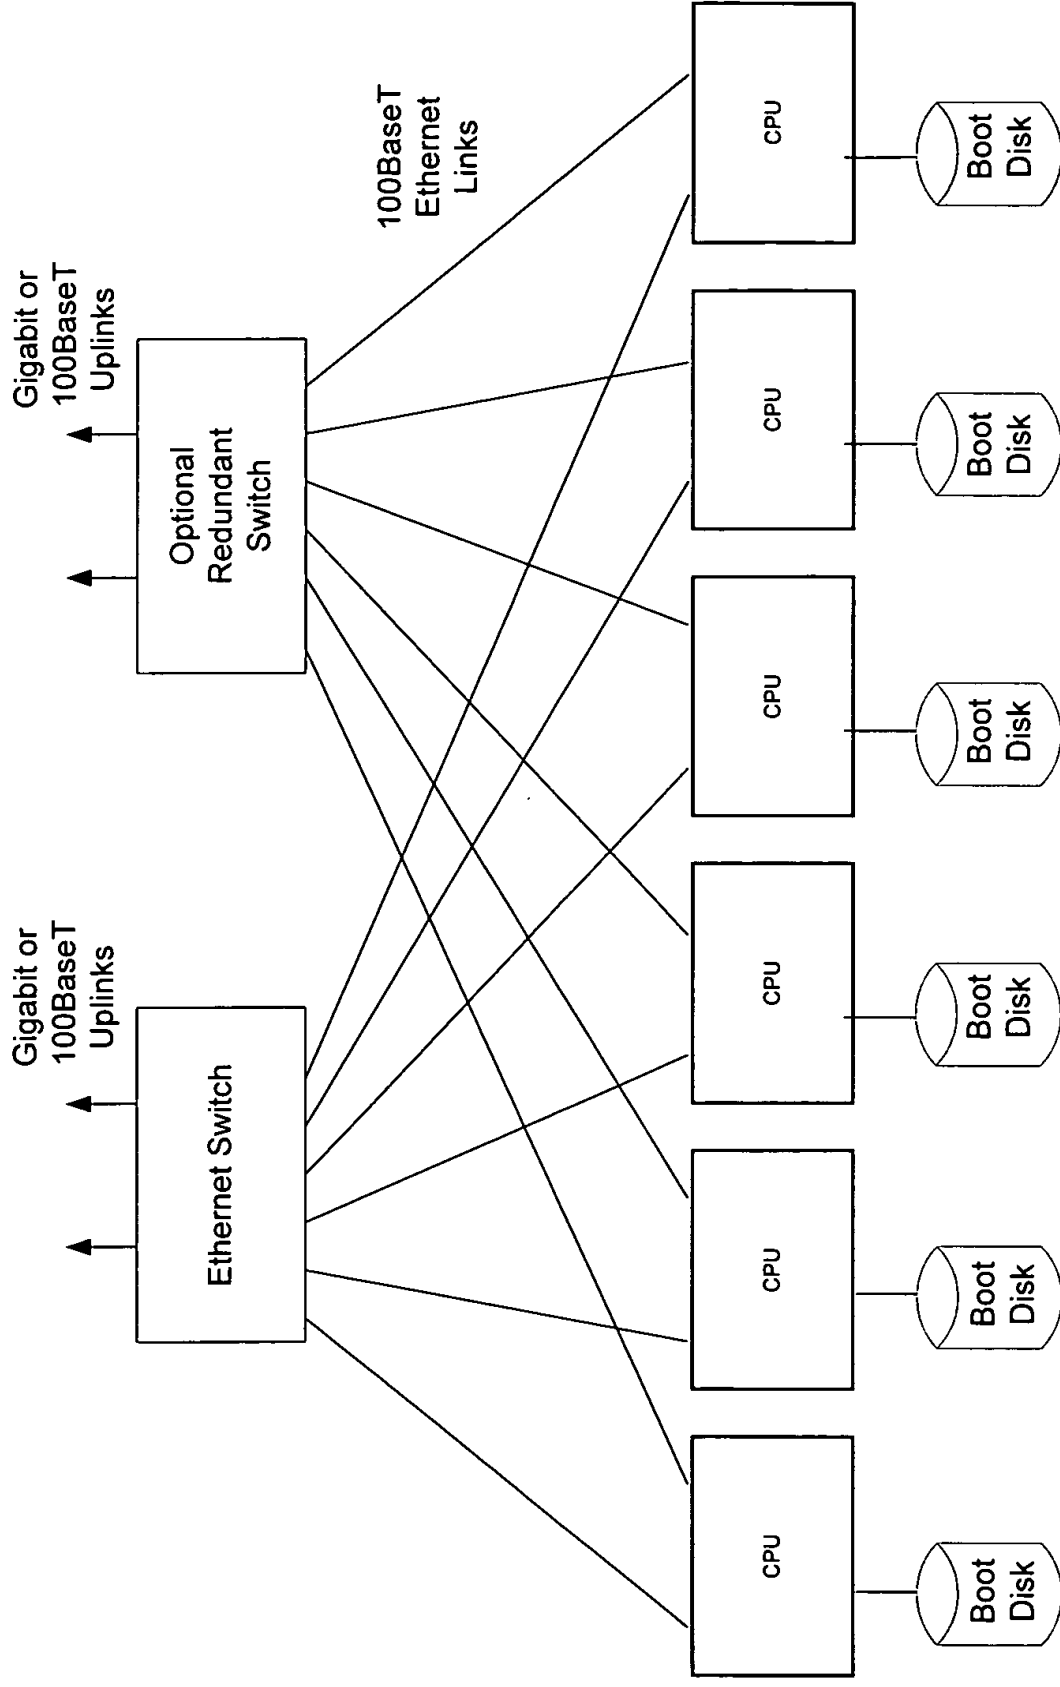 Gigabit or
100BaseT
Uplinks
Gigabit or
100BaseT
Uplinks
Ethernet Switch
Optional
Redundant
Switch
100BaseT
Ethernet
Links
CPU
CPU
CPU
CPU
CPU
CPU
Boot
Disk
Boot
Disk
Boot
Disk
Boot
Disk
Boot
Disk
Boot
Disk